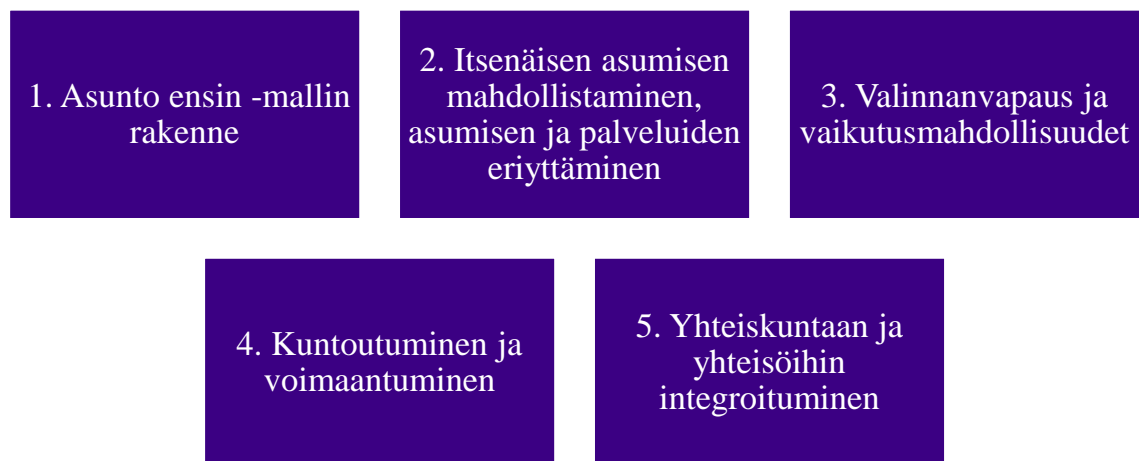 1. Asunto ensin -mallin
rakenne
2. Itsenäisen asumisen
mahdollistaminen,
asumisen ja palveluiden
eriyttäminen
3. Valinnanvapaus ja
vaikutusmahdollisuudet
4. Kuntoutuminen ja
voimaantuminen
5. Yhteiskuntaan ja
yhteisöihin
integroituminen